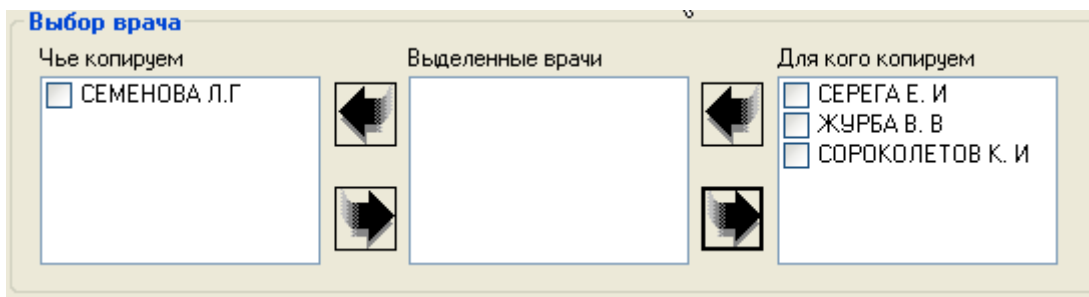 Выбор врача
Чье копируем
Выделенные врачи
Для кого копируем
СЕМЕНОВА Л.Г
СЕРЕГА Е. И
ЖУРБА В. В
СОРОКОЛЕТОВ К. И